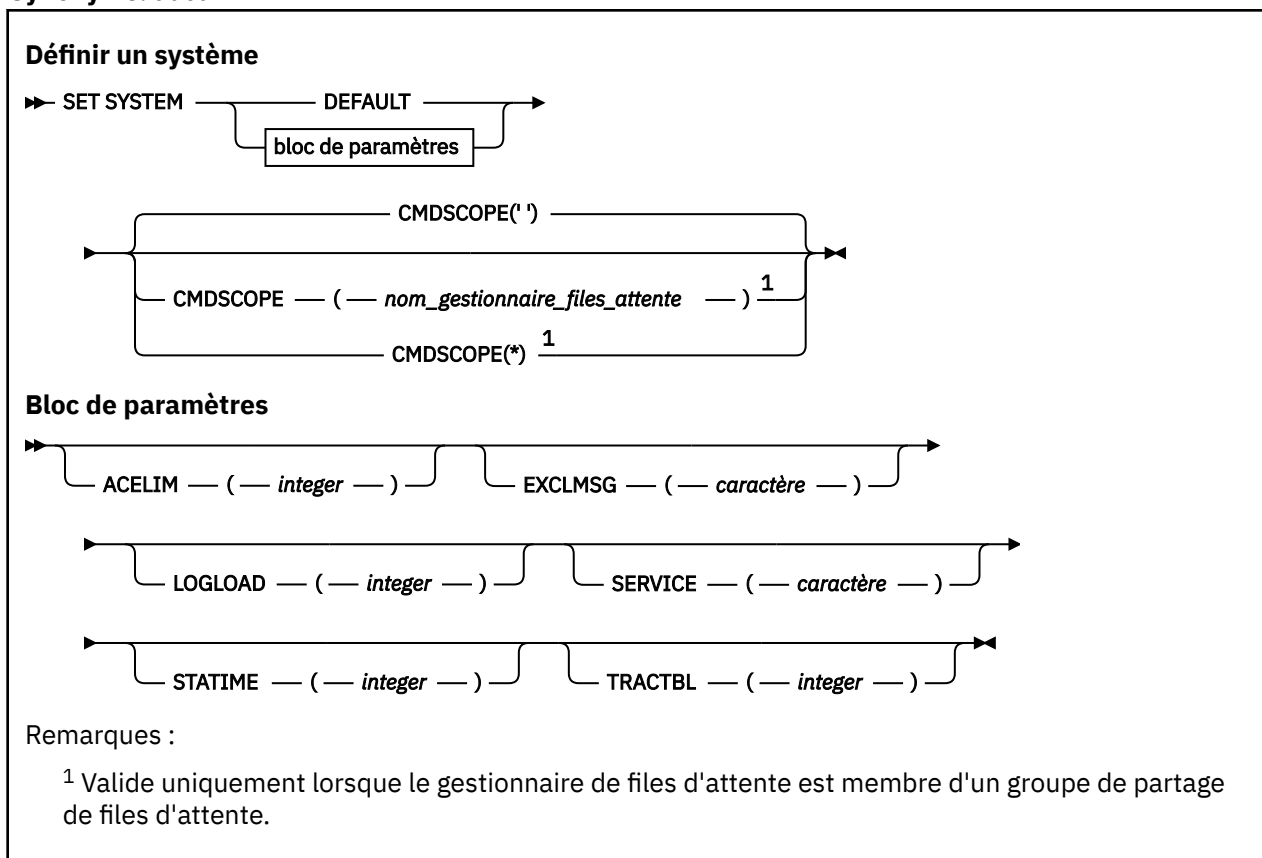 Définir un système
SET SYSTEM DEFAULT
bloc de paramètres
CMDSCOPE(' ')
CMDSCOPE ( nom_gestionnaire_files_attente ) 1
CMDSCOPE(*) 1
Bloc de paramètres
ACELIM ( integer ) EXCLMSG ( caractère )
LOGLOAD ( integer ) SERVICE ( caractère )
STATIME ( integer ) TRACTBL ( integer )
Remarques :
1 Valide uniquement lorsque le gestionnaire de files d'attente est membre d'un groupe de partage
de files d'attente.